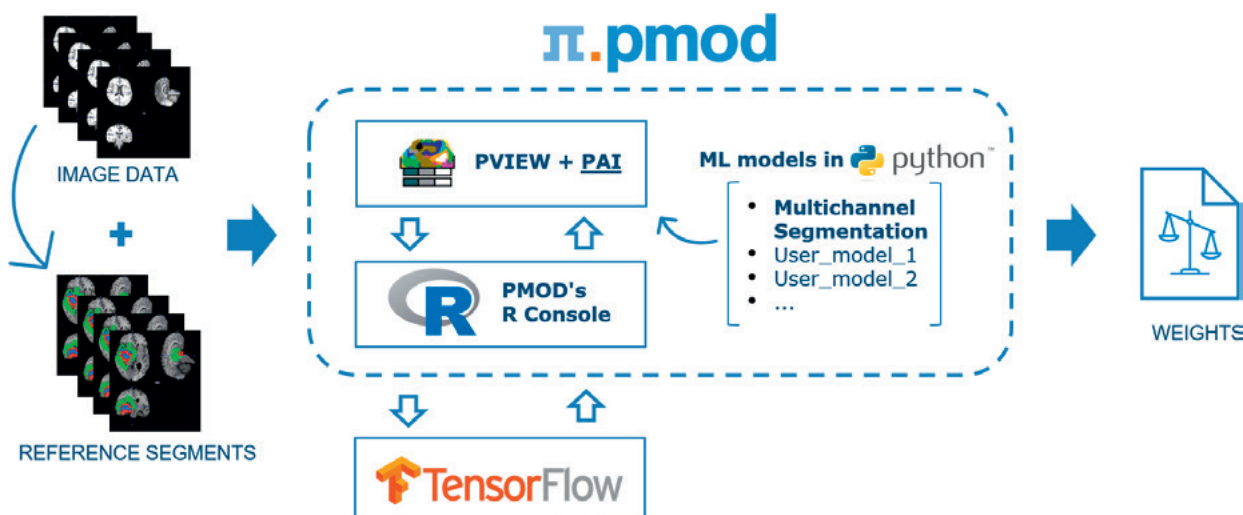 π.pmod
IMAGE DATA
+
REFERENCE SEGMENTS
PVIEW + PAI
R
PMOD's
R Console
TensorFlow
ML models in python™
• Multichannel
Segmentation
• User_model_1
• User_model_2
• ...
WEIGHTS